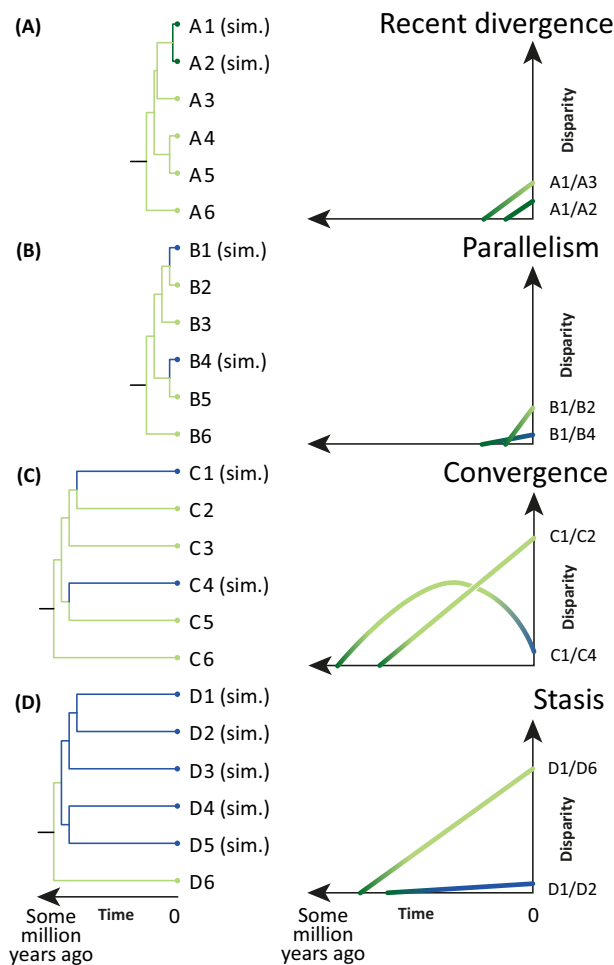 (A)
A1 (sim.)
A2 (sim.)
A3
A4
A5
A6
Recent divergence
Disparity
A1/A3
A1/A2
(B)
B1 (sim.)
B2
B3
B4 (sim.)
B5
B6
Parallelism
Disparity
B1/B2
B1/B4
(C)
C1 (sim.)
C2
C3
C4 (sim.)
C5
C6
Convergence
Disparity
C1/C2
C1/C4
(D)
D1 (sim.)
D2 (sim.)
D3 (sim.)
D4 (sim.)
D5 (sim.)
D6
Stasis
Disparity
D1/D6
D1/D2
Some
million
years ago
Time
0
Some
million
years ago
Time
0